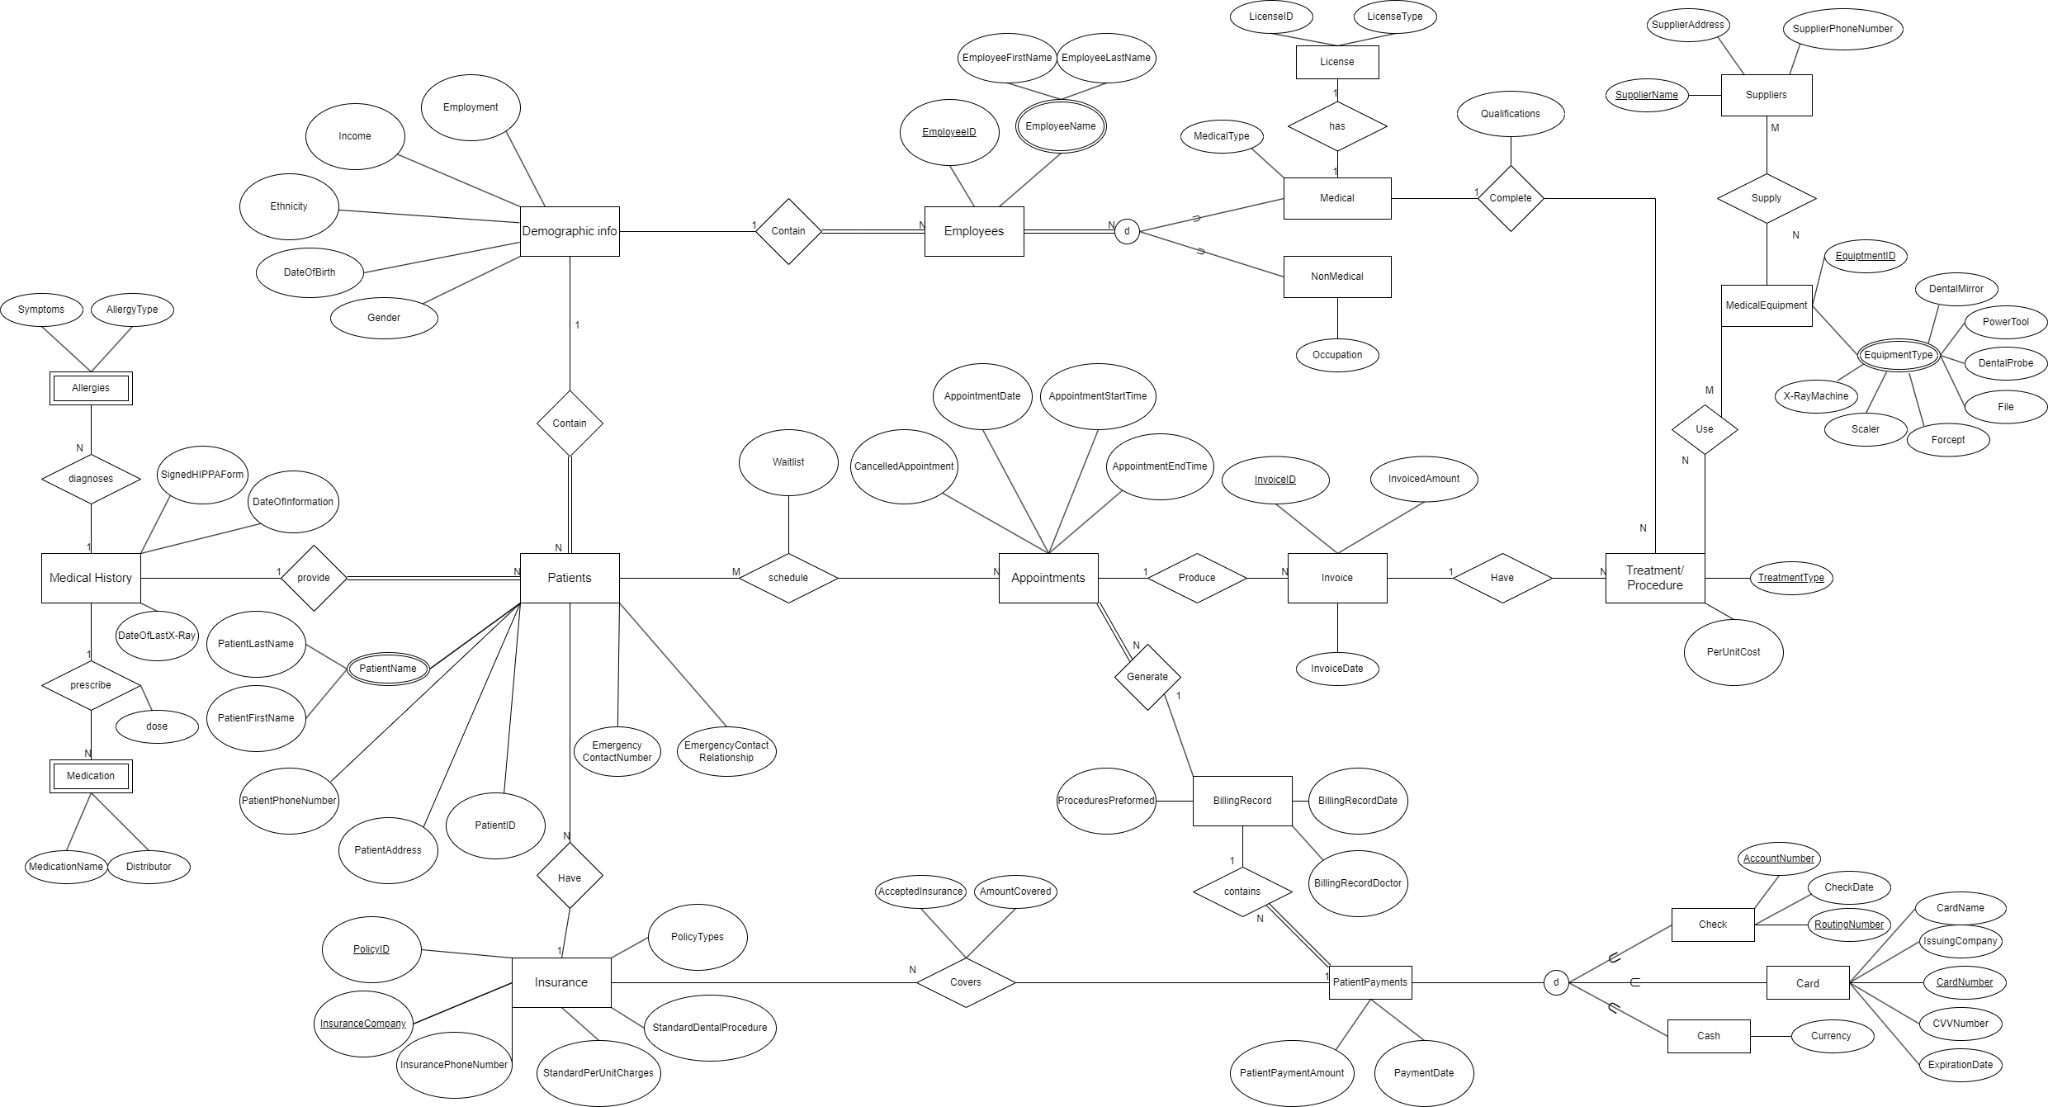 LicenseID
LicenseType
SupplierAddress
SupplierPhoneNumber
EmployeeFirstName
EmployeeLastName
License
Suppliers
SupplierName
Employment
1
Qualifications
M
Income
EmployeeID
EmployeeName
has
MedicalType
1
Medical
1
Complete
Supply
Ethnicity
Demographic info
1
Contain
N
Employees
N
d
N
EquiptmentID
DateOfBirth
NonMedical
DentalMirror
MedicalEquipment
Symptoms
AllergyType
Gender
1
PowerTool
Occupation
EquipmentType
DentalProbe
Allergies
AppointmentDate
AppointmentStartTime
M
X-RayMachine
File
Contain
Use
Scaler
Forcept
N
Waitlist
CancelledAppointment
AppointmentEndTime
N
diagnoses
SignedHIPPAForm
InvoiceID
InvoicedAmount
DateOfInformation
N
1
N
Medical History
1
provide
N
Patients
M
schedule
N
Appointments
1
Produce
N
Invoice
1
Have
N
Treatment/
Procedure
TreatmentType
DateOfLastX-Ray
PatientLastName
N
1
PatientName
Generate
InvoiceDate
PerUnitCost
prescribe
1
dose
PatientFirstName
Emergency
ContactNumber
EmergencyContact
Relationship
N
Medication
PatientPhoneNumber
ProceduresPreformed
BillingRecord
BillingRecordDate
PatientID
N
PatientAddress
1
AccountNumber
MedicationName
Distributor
Have
AcceptedInsurance
AmountCovered
contains
BillingRecordDoctor
CheckDate
N
CardName
Check
RoutingNumber
PolicyID
1
PolicyTypes
IssuingCompany
N
1
Insurance
Covers
PatientPayments
d
Card
CardNumber
InsuranceCompany
StandardDentalProcedure
CVVNumber
Cash
Currency
InsurancePhoneNumber
StandardPerUnitCharges
PatientPaymentAmount
PaymentDate
ExpirationDate